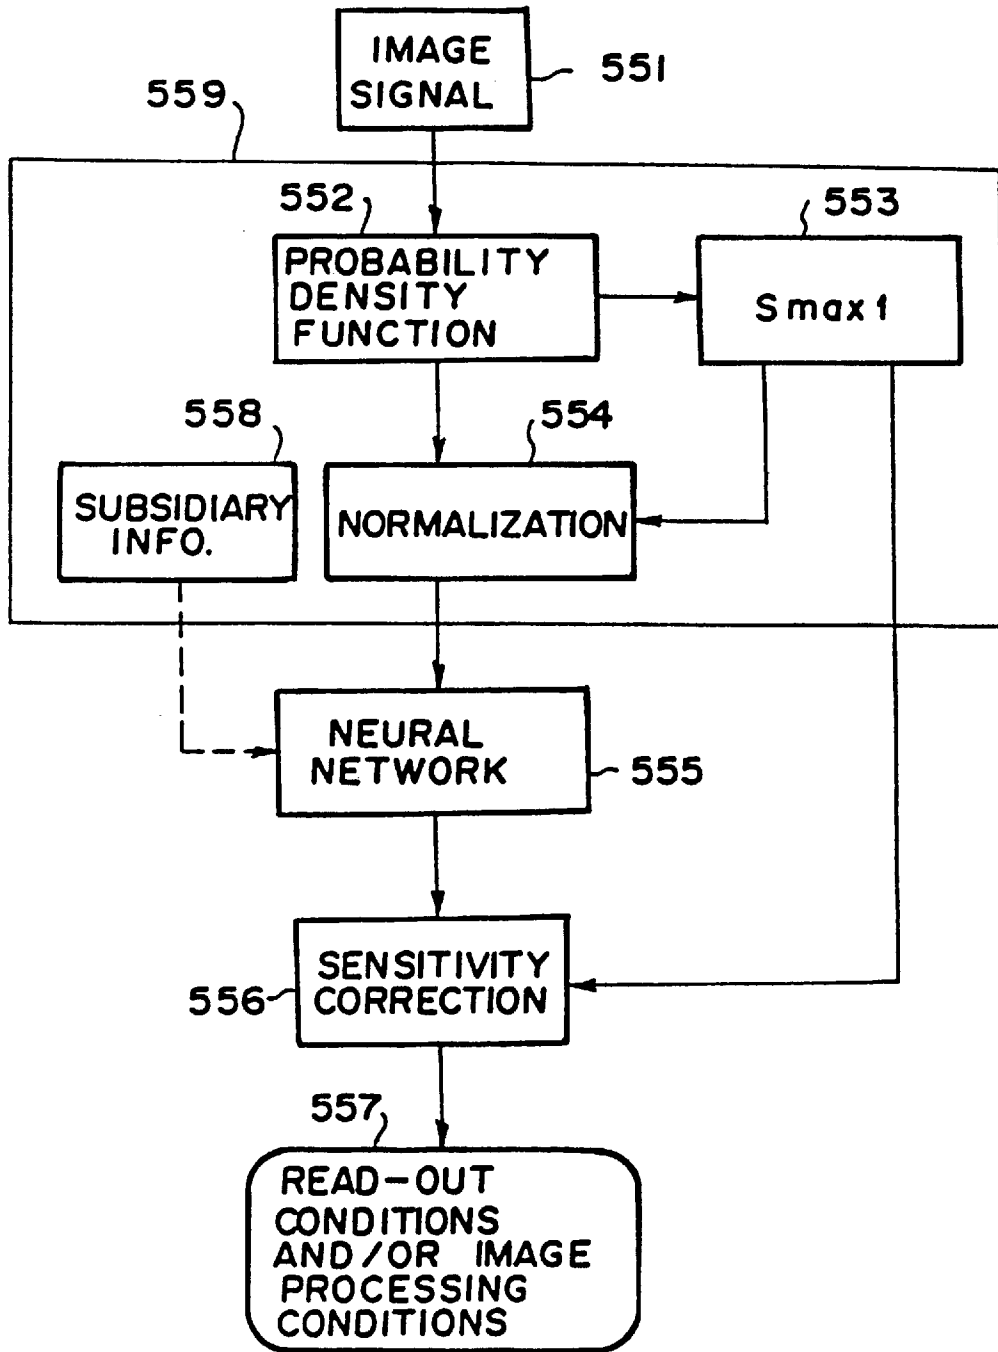 IMAGE
SIGNAL
551
559
552
553
PROBABILITY
DENSITY
FUNCTION
Smax1
558
554
SUBSIDIARY
INFO.
NORMALIZATION
NEURAL
NETWORK
555
SENSITIVITY
CORRECTION
556
557
READ-OUT
CONDITIONS
AND/OR IMAGE
PROCESSING
CONDITIONS